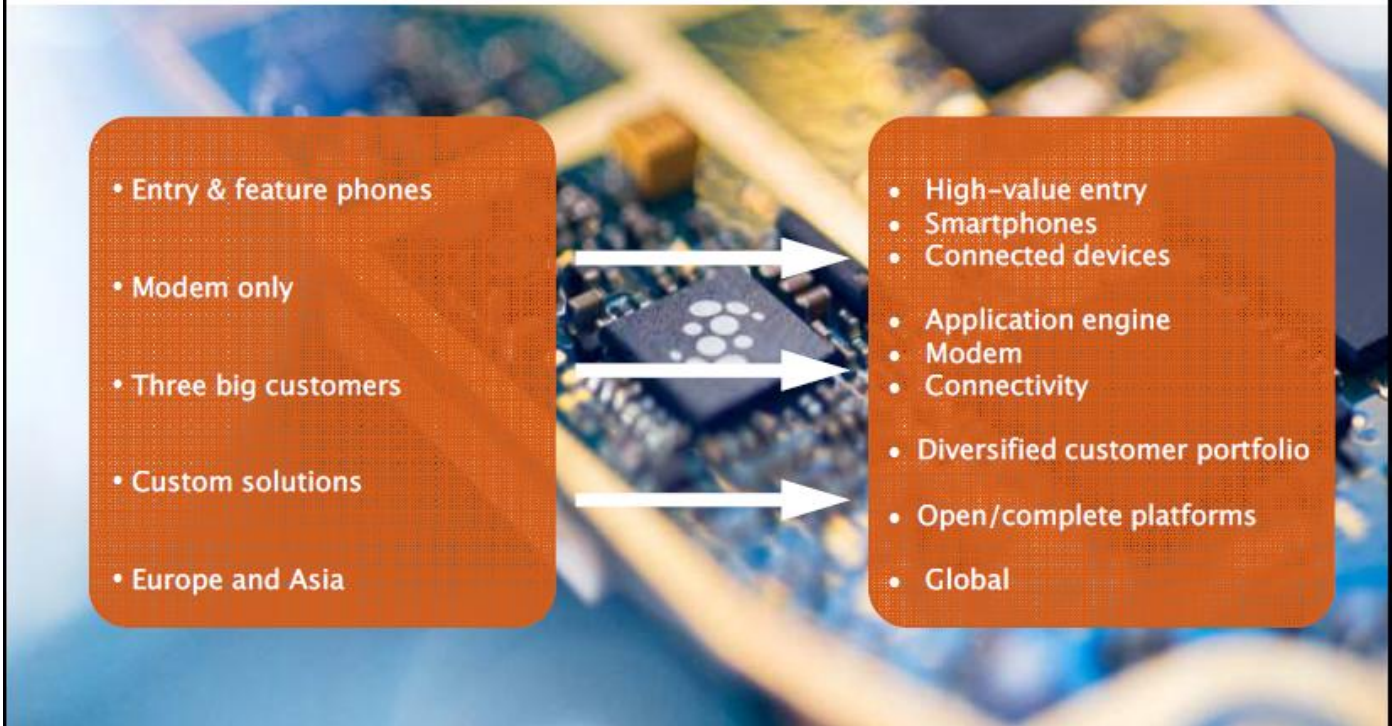 • Entry & feature phones
• Modem only
• Three big customers
• Custom solutions
• Europe and Asia
• High-value entry
• Smartphones
• Connected devices
• Application engine
• Modem
• Connectivity
• Diversified customer portfolio
• Open/complete platforms
• Global